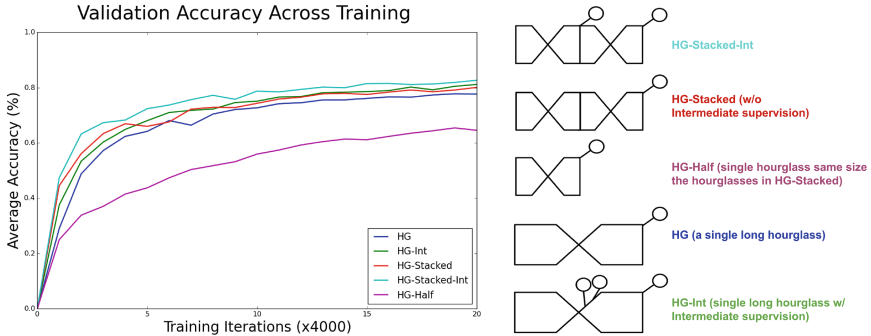 Validation Accuracy Across Training
Average Accuracy (%)
1.0
0.8
0.6
0.4
0.2
0.0
0
5
10
15
20
Training Iterations (x4000)
HG
HG-Int
HG-Stacked
HG-Stacked-Int
HG-Half
HG-Stacked-Int
HG-Stacked (w/o
Intermediate supervision)
HG-Half (single hourglass same size
the hourglasses in HG-Stacked)
HG (a single long hourglass)
HG-Int (single long hourglass w/
Intermediate supervision)